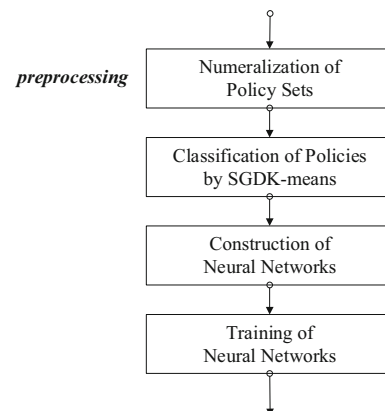 preprocessing
Numeralization of
Policy Sets
Classification of Policies
by SGDK-means
Construction of
Neural Networks
Training of
Neural Networks